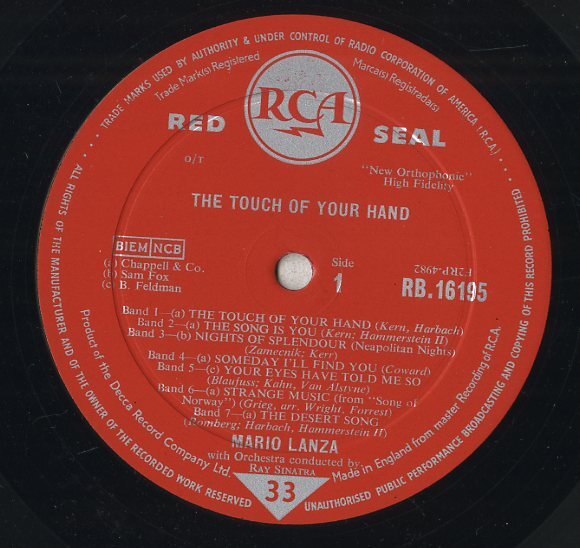 TRADE MARKS USED BY AUTHORITY & UNDER CONTROL OF RADIO CORPORATION OF AMERICA (R.C.A.)
Trade Mark(s) Registered
Marca(s) Registrada(s)
RCA
RED SEAL
O/T
"New Orthophonic"
High Fidelity
THE TOUCH OF YOUR HAND
BIEM NCB
(a) Chappell & Co.
(b) Sam Fox
(c) B. Feldman
Side
1
F2RP-4982
RB.16195
Band 1—(a) THE TOUCH OF YOUR HAND (Kern, Harbach)
Band 2—(a) THE SONG IS YOU (Kern; Hammerstein II)
Band 3—(b) NIGHTS OF SPLENDOUR (Neapolitan Nights)
(Zamecnik; Kerr)
Band 4—(a) SOMEDAY I'LL FIND YOU (Coward)
Band 5—(c) YOUR EYES HAVE TOLD ME SO
(Blaufuss; Kahn, Van Alstyne)
Band 6—(a) STRANGE MUSIC (from "Song of
Norway") (Grieg, arr. Wright, Forrest)
Band 7—(a) THE DESERT SONG
(Romberg; Harbach, Hammerstein II)
MARIO LANZA
with Orchestra conducted by
RAY SINATRA
33
Product of the Decca Record Company Ltd.
Made in England from master Recording of R.C.A.
ALL RIGHTS OF THE MANUFACTURER AND OF THE OWNER OF THE RECORDED WORK RESERVED
UNAUTHORISED PUBLIC PERFORMANCE BROADCASTING AND COPYING OF THIS RECORD PROHIBITED